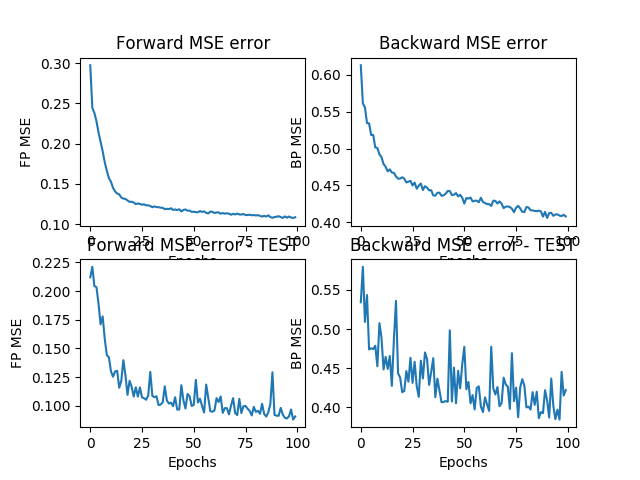 Forward MSE error
FP MSE
0.30
0.25
0.20
0.15
0.10
0 25 50 75 100
Epochs
Backward MSE error
BP MSE
0.60
0.55
0.50
0.45
0.40
0 25 50 75 100
Epochs
Forward MSE error - TEST
FP MSE
0.225
0.200
0.175
0.150
0.125
0.100
0 25 50 75 100
Epochs
Backward MSE error - TEST
BP MSE
0.55
0.50
0.45
0.40
0 25 50 75 100
Epochs